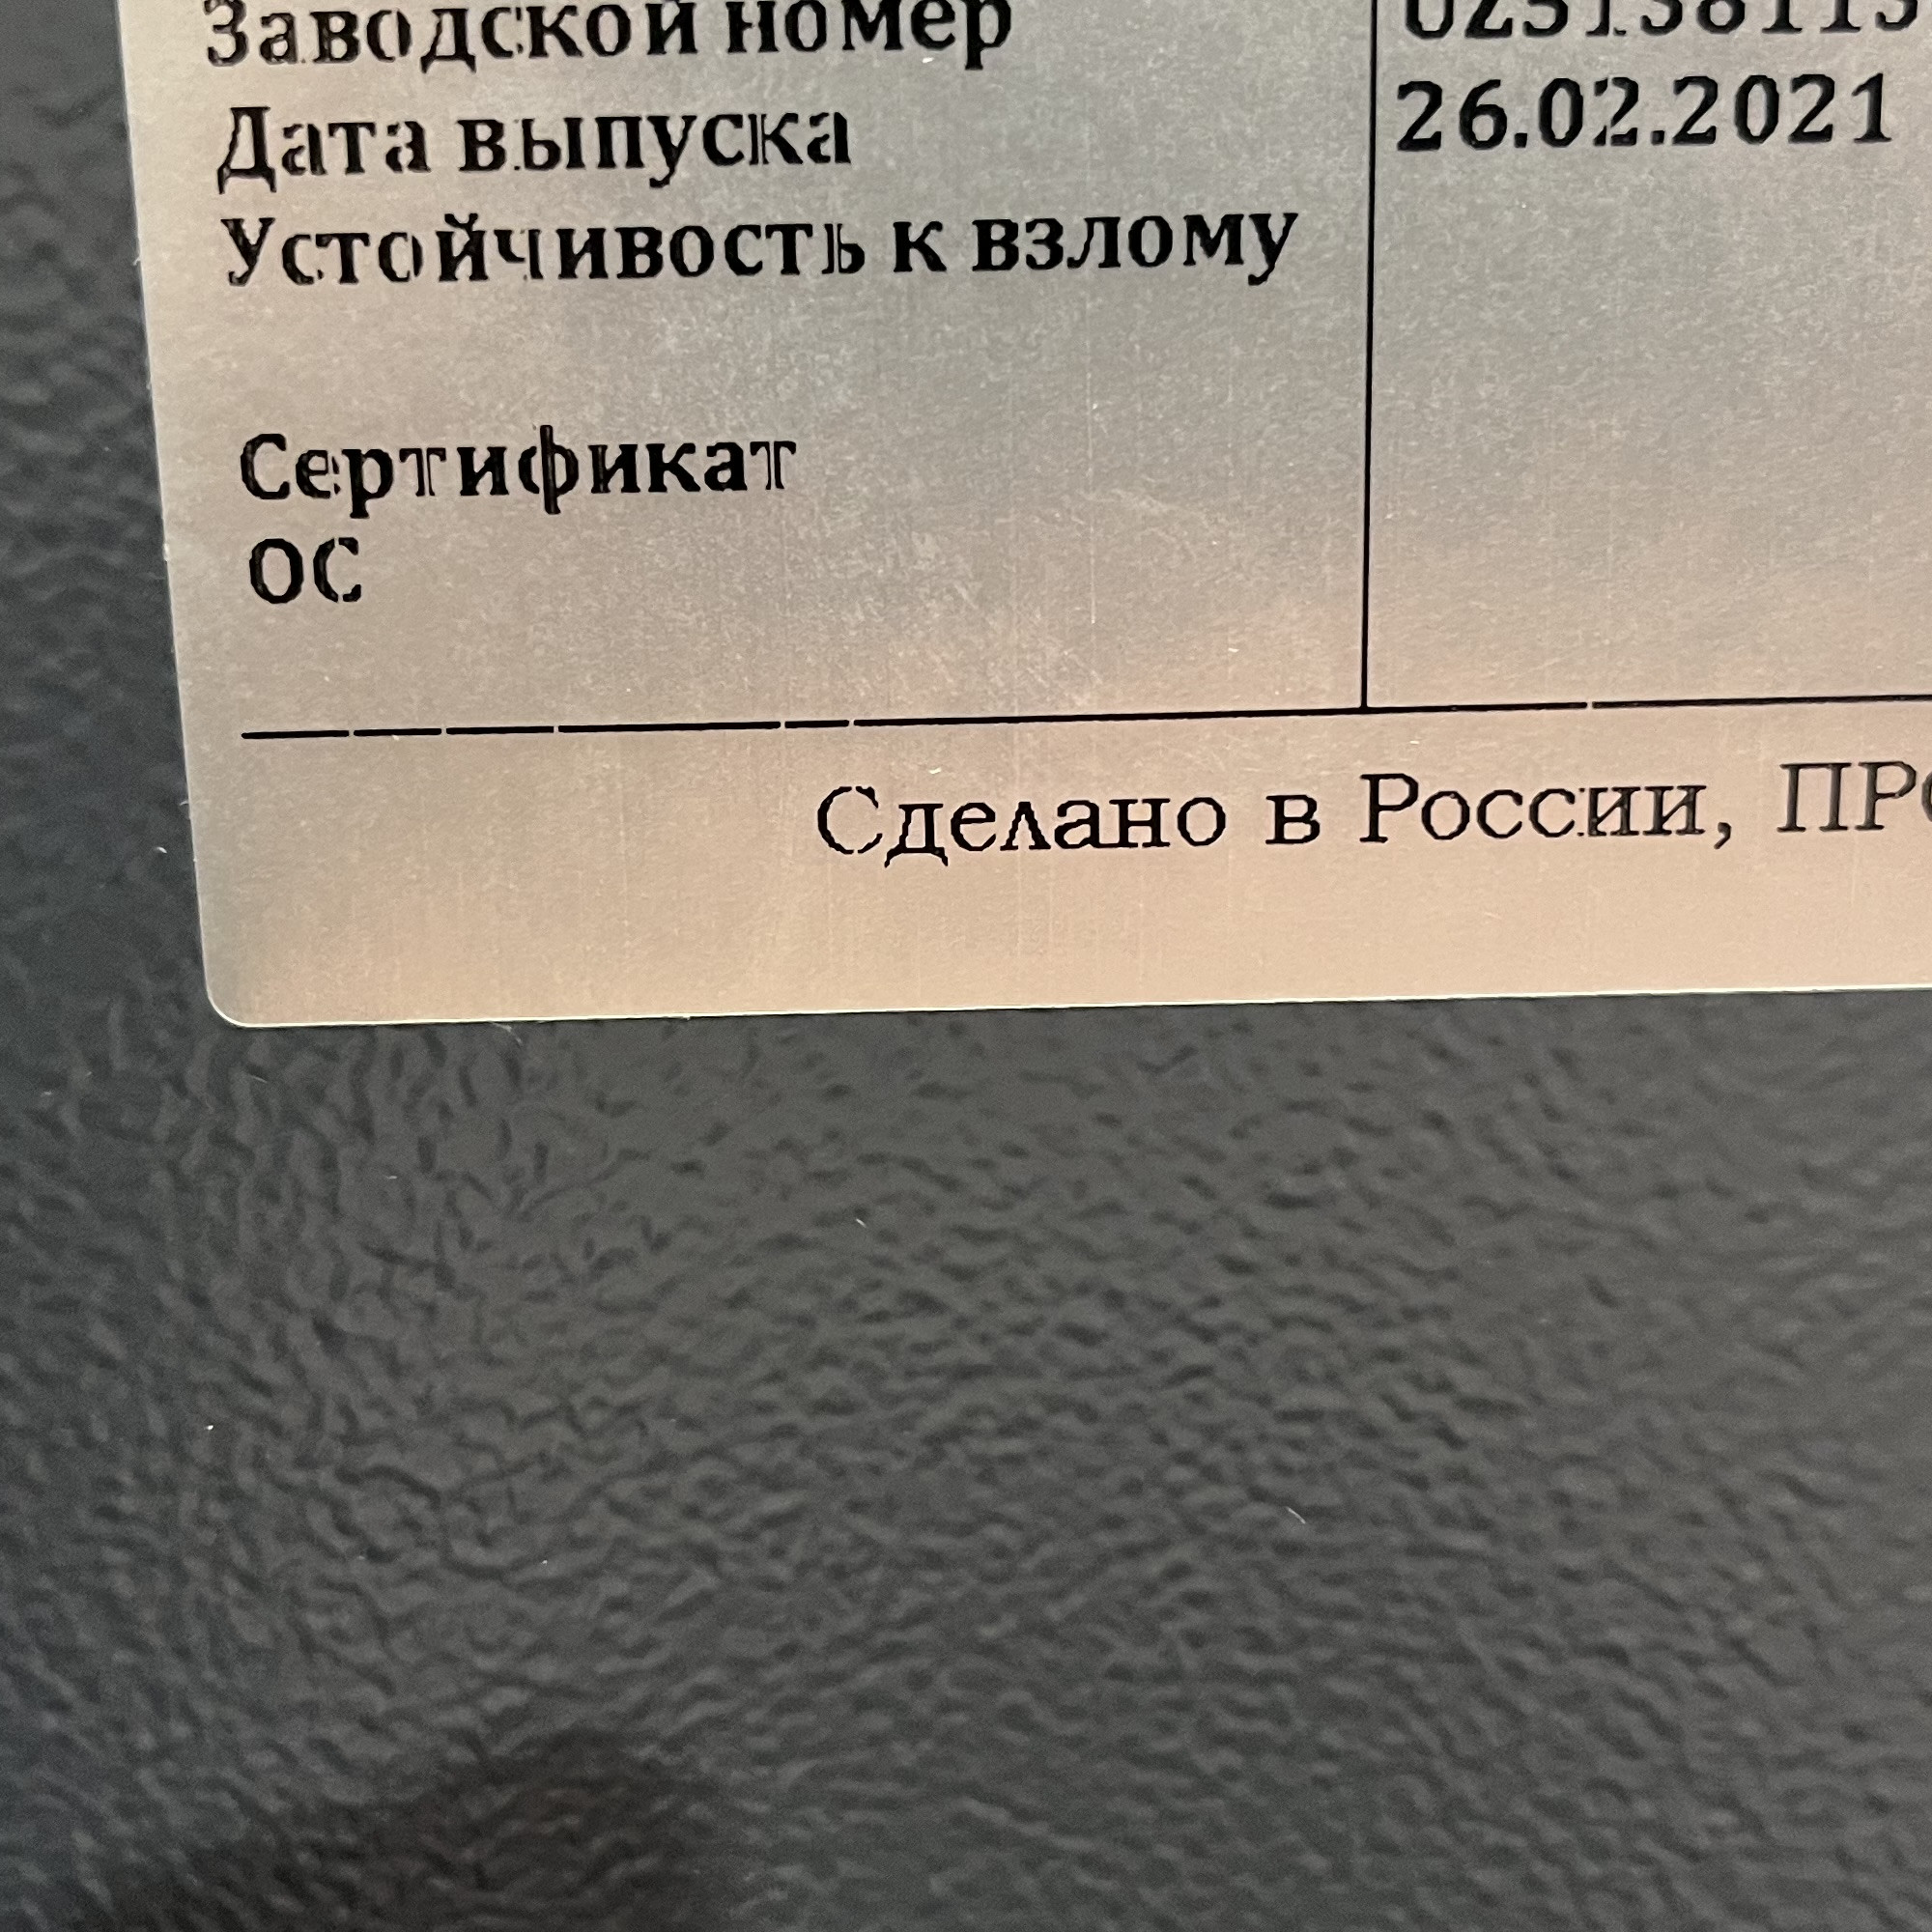 Заводской номер
Дата выпуска 26.02.2021
Устойчивость к взлому
Сертификат
ОС
Сделано в России,